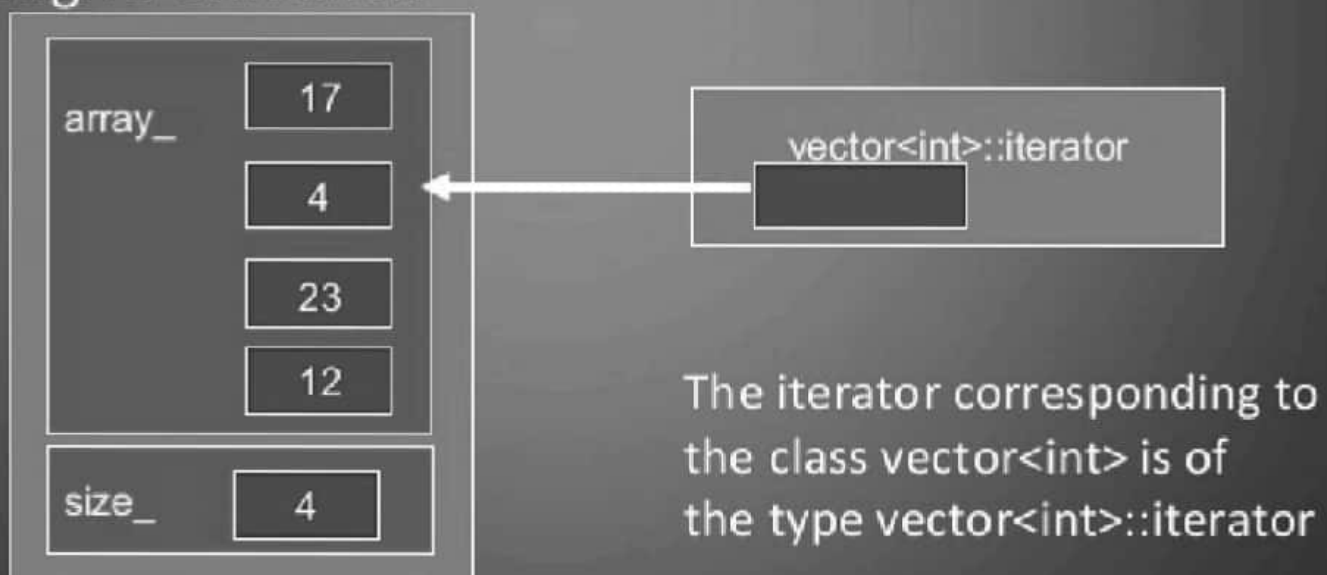 array_
17
4
23
12
size_
4
vector<int>::iterator
The iterator corresponding to
the class vector<int> is of
the type vector<int>::iterator